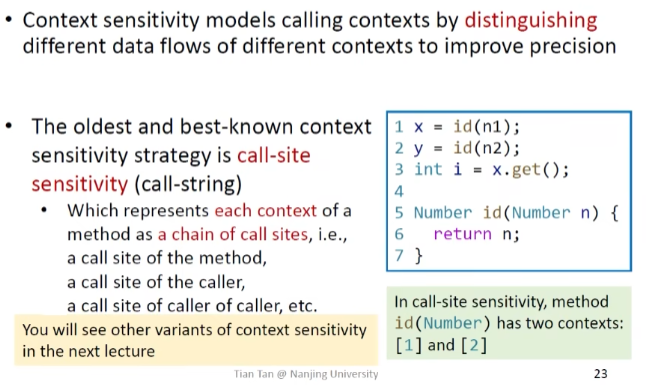 • Context sensitivity models calling contexts by distinguishing
different data flows of different contexts to improve precision
• The oldest and best-known context
sensitivity strategy is call-site
sensitivity (call-string)
• Which represents each context of a
method as a chain of call sites, i.e.,
a call site of the method,
a call site of the caller,
a call site of caller of caller, etc.
You will see other variants of context sensitivity
in the next lecture
1 x = id(n1);
2 y = id(n2);
3 int i = x.get();
4
5 Number id(Number n) {
6   return n;
7 }
In call-site sensitivity, method
id(Number) has two contexts:
[1] and [2]
Tian Tan @ Nanjing University
23